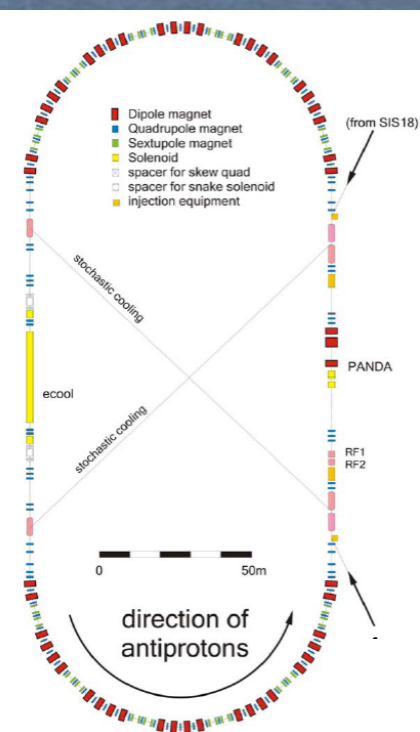 Dipole magnet
Quadrupole magnet
Sextupole magnet
Solenoid
spacer for skew quad
spacer for snake solenoid
injection equipment
(from SIS18)
stochastic cooling
PANDA
ecool
stochastic cooling
RF1
RF2
0
50m
direction of
antiprotons